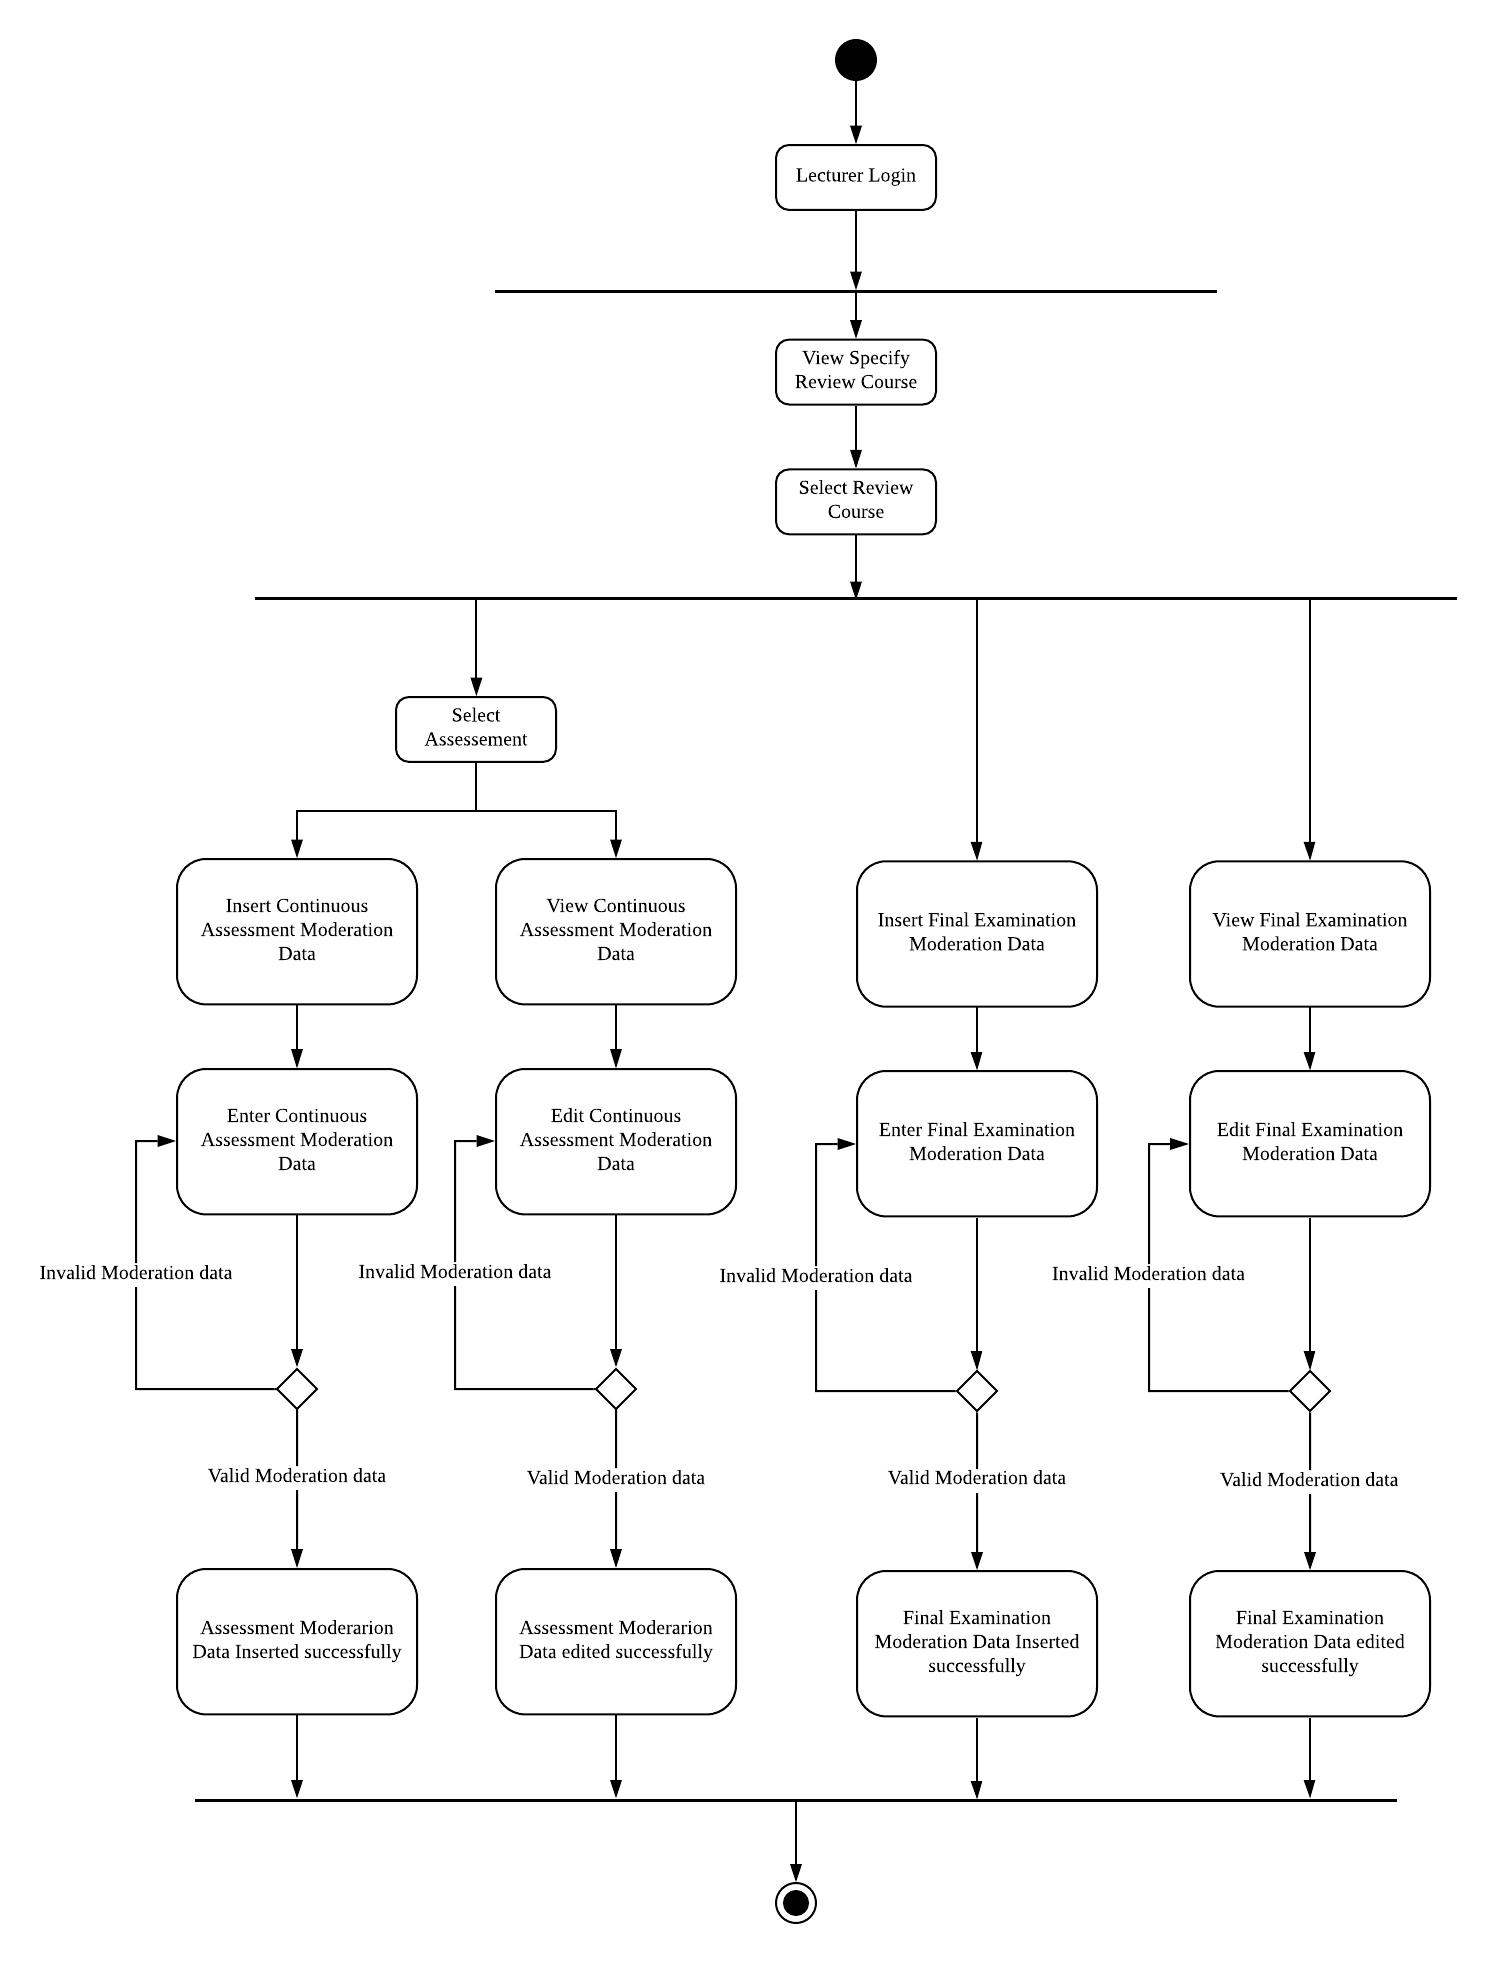 Lecturer Login
View Specify
Review Course
Select Review
Course
Select
Assessement
Insert Continuous
Assessment Moderation
Data
View Continuous
Assessment Moderation
Data
Insert Final Examination
Moderation Data
View Final Examination
Moderation Data
Enter Continuous
Assessment Moderation
Data
Edit Continuous
Assessment Moderation
Data
Enter Final Examination
Moderation Data
Edit Final Examination
Moderation Data
Invalid Moderation data
Invalid Moderation data
Invalid Moderation data
Invalid Moderation data
Valid Moderation data
Valid Moderation data
Valid Moderation data
Valid Moderation data
Assessment Moderarion
Data Inserted successfully
Assessment Moderarion
Data edited successfully
Final Examination
Moderation Data Inserted
successfully
Final Examination
Moderation Data edited
successfully